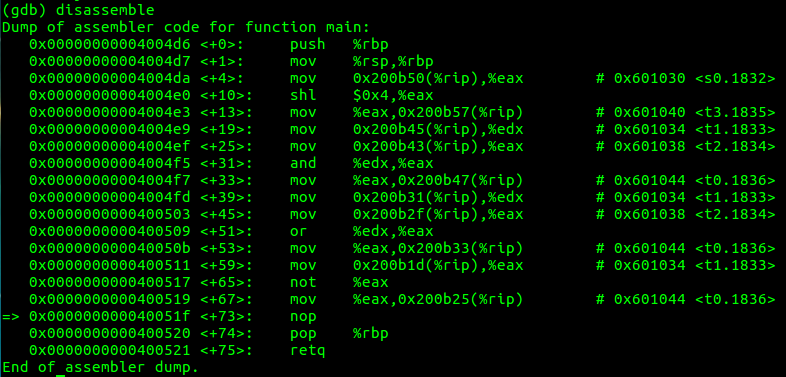 (gdb) disassemble
Dump of assembler code for function main:
   0x00000000004004d6 <+0>:     push   %rbp
   0x00000000004004d7 <+1>:     mov    %rsp,%rbp
   0x00000000004004da <+4>:     mov    0x200b50(%rip),%eax        # 0x601030 <s0.1832>
   0x00000000004004e0 <+10>:    shl    $0x4,%eax
   0x00000000004004e3 <+13>:    mov    %eax,0x200b57(%rip)        # 0x601040 <t3.1835>
   0x00000000004004e9 <+19>:    mov    0x200b45(%rip),%edx        # 0x601034 <t1.1833>
   0x00000000004004ef <+25>:    mov    0x200b43(%rip),%eax        # 0x601038 <t2.1834>
   0x00000000004004f5 <+31>:    and    %edx,%eax
   0x00000000004004f7 <+33>:    mov    %eax,0x200b47(%rip)        # 0x601044 <t0.1836>
   0x00000000004004fd <+39>:    mov    0x200b31(%rip),%edx        # 0x601034 <t1.1833>
   0x0000000000400503 <+45>:    mov    0x200b2f(%rip),%eax        # 0x601038 <t2.1834>
   0x0000000000400509 <+51>:    or     %edx,%eax
   0x000000000040050b <+53>:    mov    %eax,0x200b33(%rip)        # 0x601044 <t0.1836>
   0x0000000000400511 <+59>:    mov    0x200b1d(%rip),%eax        # 0x601034 <t1.1833>
   0x0000000000400517 <+65>:    not    %eax
   0x0000000000400519 <+67>:    mov    %eax,0x200b25(%rip)        # 0x601044 <t0.1836>
=> 0x000000000040051f <+73>:    nop
   0x0000000000400520 <+74>:    pop    %rbp
   0x0000000000400521 <+75>:    retq
End of assembler dump.